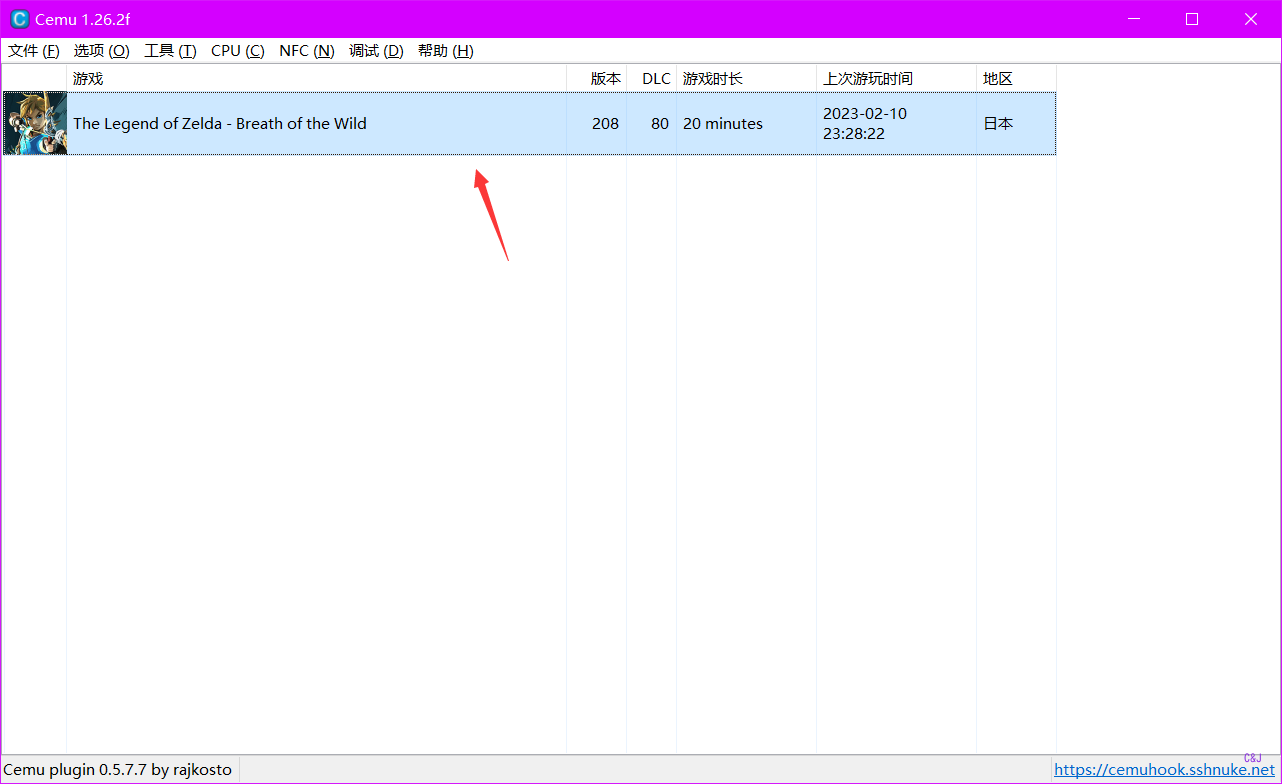 Cemu 1.26.2f
文件 (F) 选项 (O) 工具 (T) CPU (C) NFC (N) 调试 (D) 帮助 (H)
游戏 版本 DLC 游戏时长 上次游玩时间 地区
The Legend of Zelda - Breath of the Wild 208 80 20 minutes 2023-02-10
23:28:22 日本
C&J
Cemu plugin 0.5.7.7 by rajkosto https://cemuhook.sshnuke.net